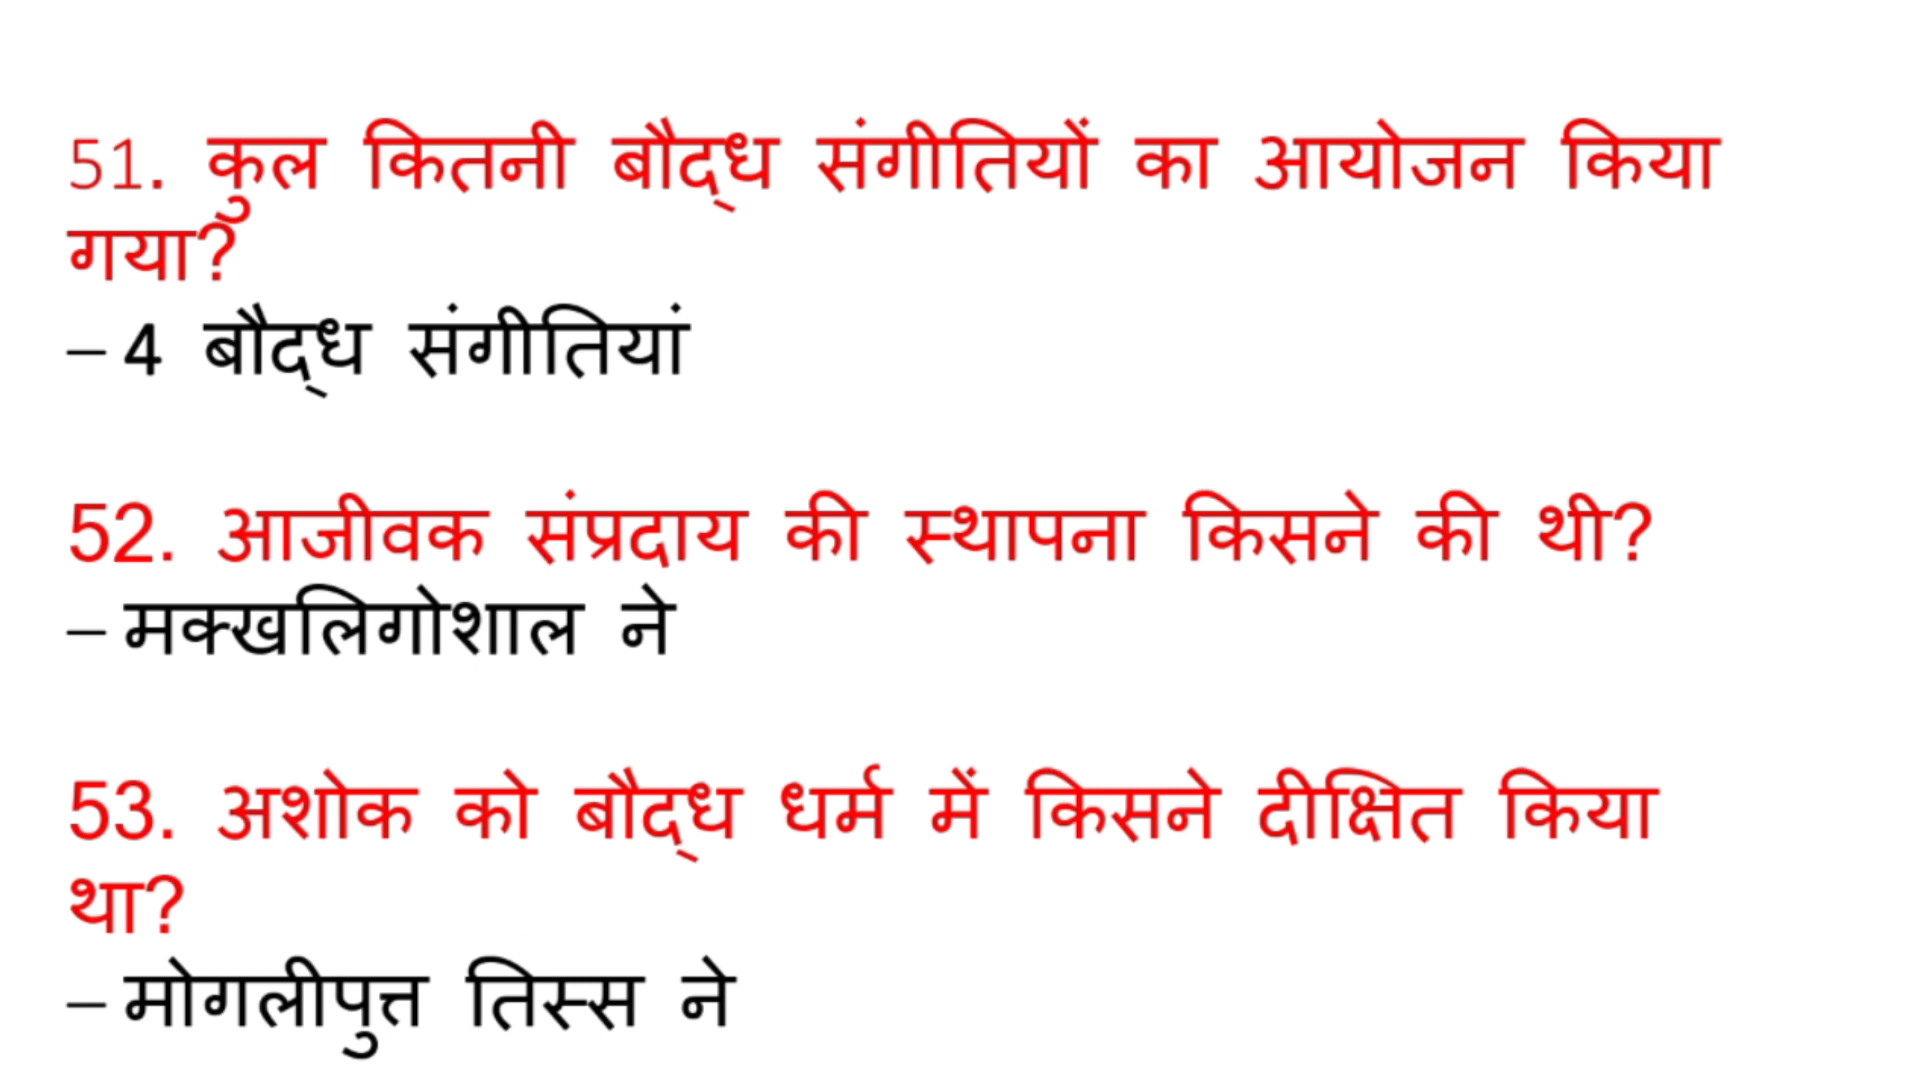 51. कुल कितनी बौद्ध संगीतियों का आयोजन किया
गया?
– 4 बौद्ध संगीतियां
52. आजीवक संप्रदाय की स्थापना किसने की थी?
– मक्खलिगोशाल ने
53. अशोक को बौद्ध धर्म में किसने दीक्षित किया
था?
– मोगलीपुत्त तिस्स ने